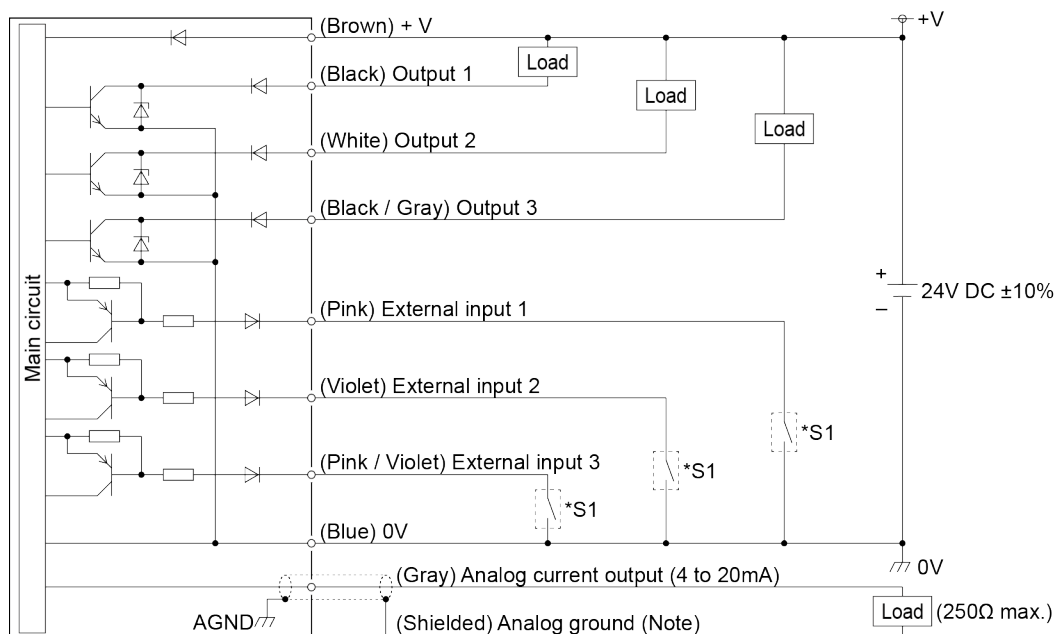 (Brown) + V
+V
Load
(Black) Output 1
Load
Load
(White) Output 2
(Black / Gray) Output 3
Main circuit
+
24V DC ±10%
–
(Pink) External input 1
(Violet) External input 2
*S1
(Pink / Violet) External input 3
*S1
*S1
(Blue) 0V
0V
(Gray) Analog current output (4 to 20mA)
Load (250Ω max.)
AGND
(Shielded) Analog ground (Note)